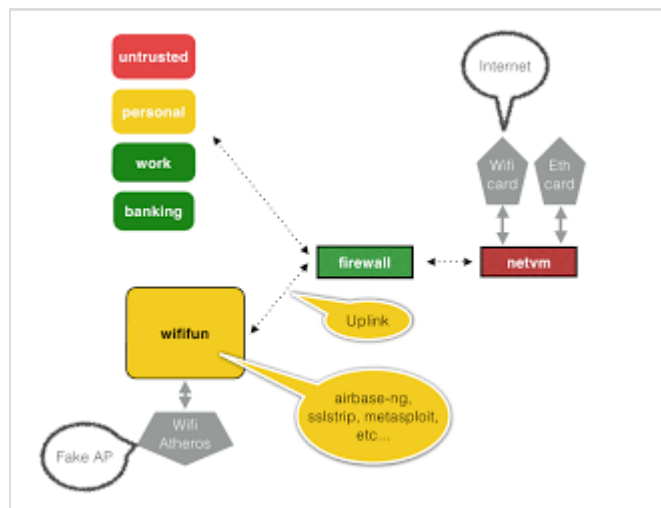 untrusted
personal
work
banking
Internet
Wifi
card
Eth
card
firewall
netvm
Uplink
wififun
airbase-ng,
sslstrip, metasploit,
etc...
Wifi
Atheros
Fake AP